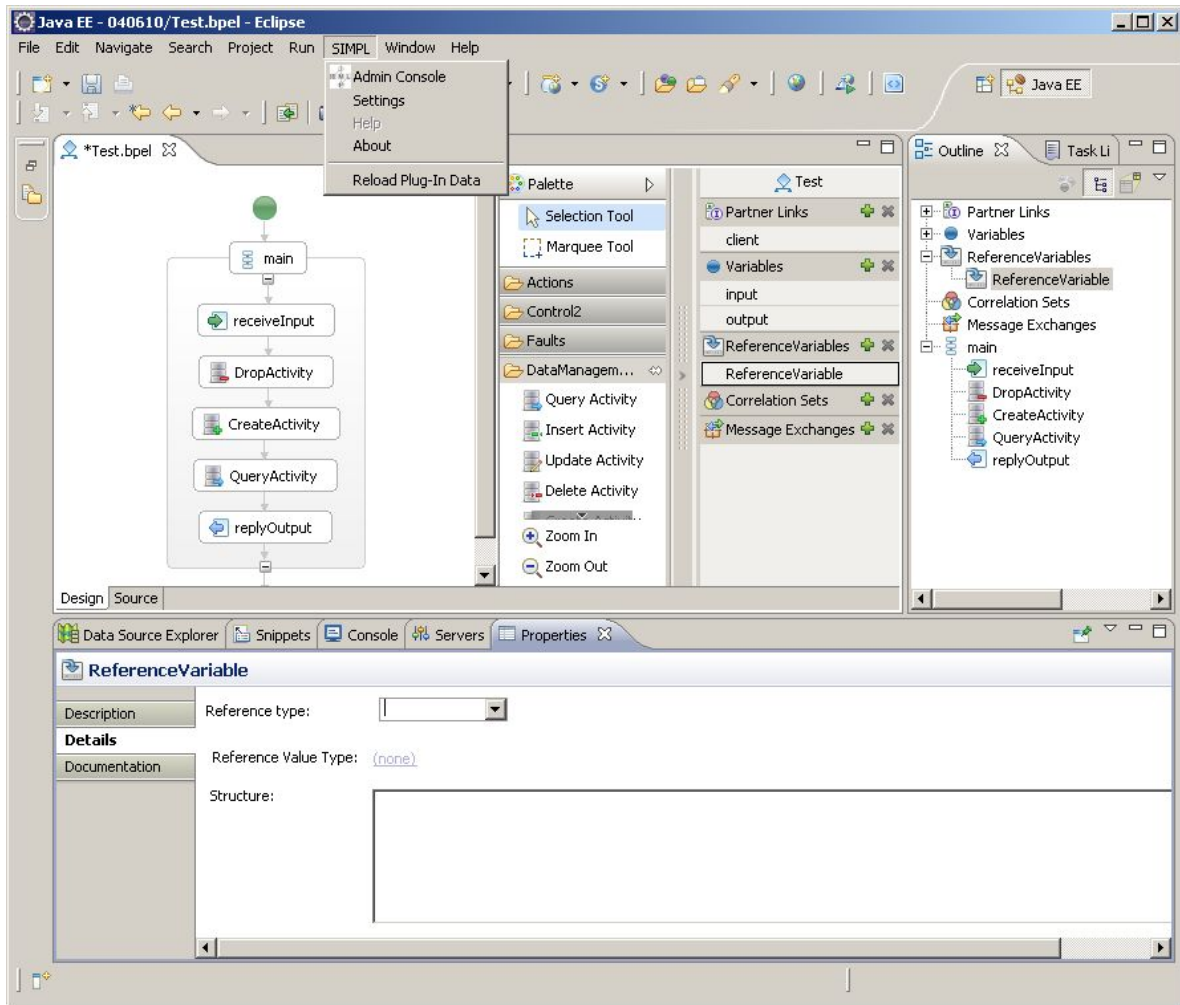 Java EE - 040610/Test.bpel - Eclipse
File Edit Navigate Search Project Run SIMPL Window Help
Admin Console
Settings
Help
About
Reload Plug-In Data
Java EE
*Test.bpel
main
receiveInput
DropActivity
CreateActivity
QueryActivity
replyOutput
Design Source
Palette
Selection Tool
Marquee Tool
Actions
Control2
Faults
DataManagem...
Query Activity
Insert Activity
Update Activity
Delete Activity
Zoom In
Zoom Out
Test
Partner Links
client
Variables
input
output
ReferenceVariables
ReferenceVariable
Correlation Sets
Message Exchanges
Outline Task Li
Partner Links
Variables
ReferenceVariables
ReferenceVariable
Correlation Sets
Message Exchanges
main
receiveInput
DropActivity
CreateActivity
QueryActivity
replyOutput
Data Source Explorer Snippets Console Servers Properties
ReferenceVariable
Description
Details
Documentation
Reference type:
Reference Value Type: (none)
Structure: